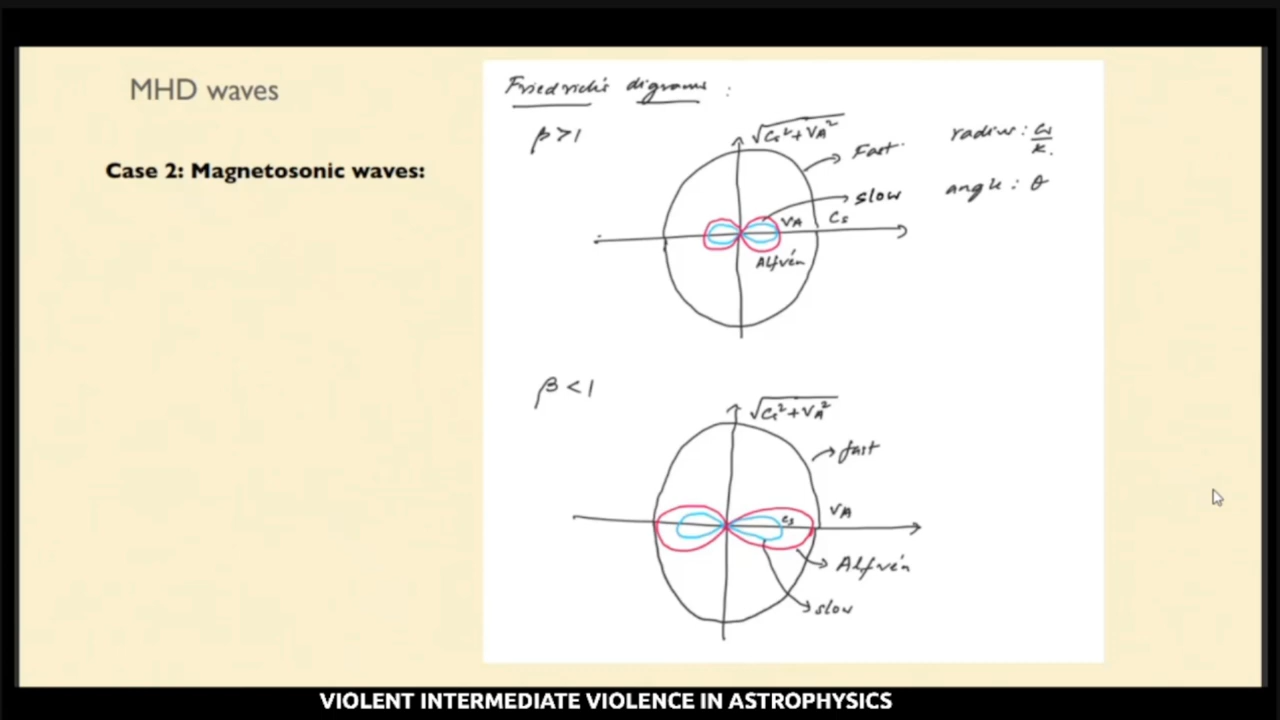 MHD waves
Case 2: Magnetosonic waves:
Friedrich's digrams :
β > 1
√Cs² + VA²
Fast
radius : ω/k.
slow
angle : θ
VA
Cs
Alfvén
β < 1
√Cs² + VA²
fast
VA
cs
Alfvén
slow
VIOLENT INTERMEDIATE VIOLENCE IN ASTROPHYSICS